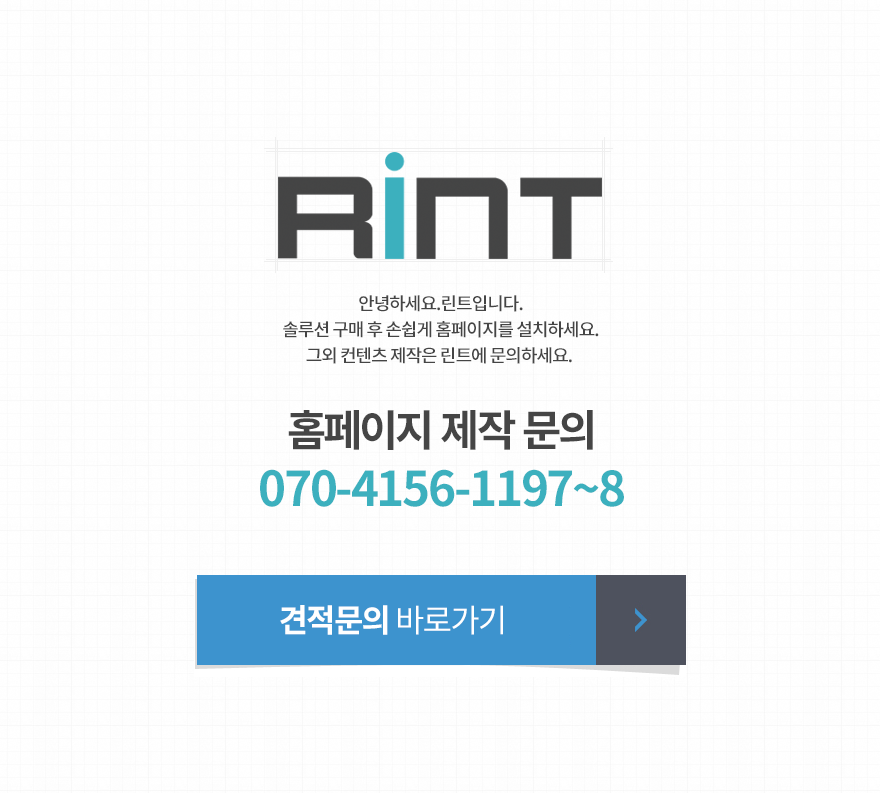 RiNT
안녕하세요.린트입니다.
솔루션 구매 후 손쉽게 홈페이지를 설치하세요.
그외 컨텐츠 제작은 린트에 문의하세요.
홈페이지 제작 문의
070-4156-1197~8
견적문의 바로가기